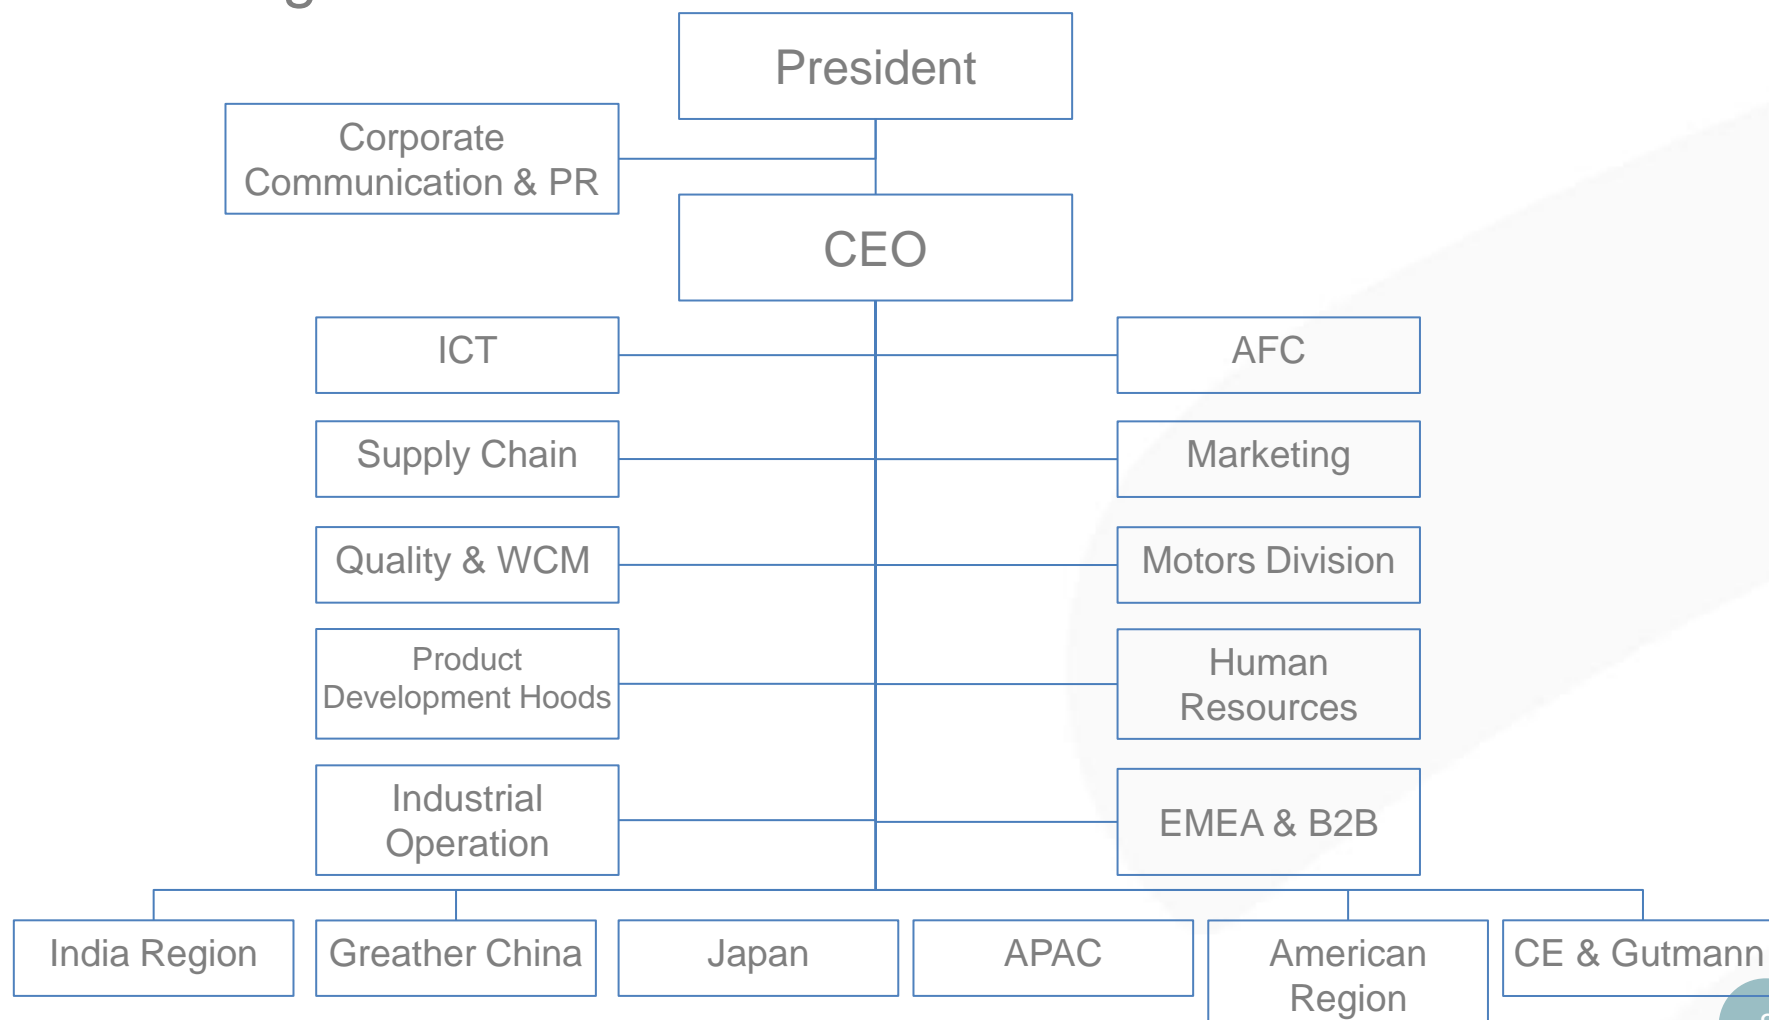 President
Corporate
Communication & PR
CEO
ICT
AFC
Supply Chain
Marketing
Quality & WCM
Motors Division
Product
Development Hoods
Human
Resources
Industrial
Operation
EMEA & B2B
India Region
Greather China
Japan
APAC
American
Region
CE & Gutmann